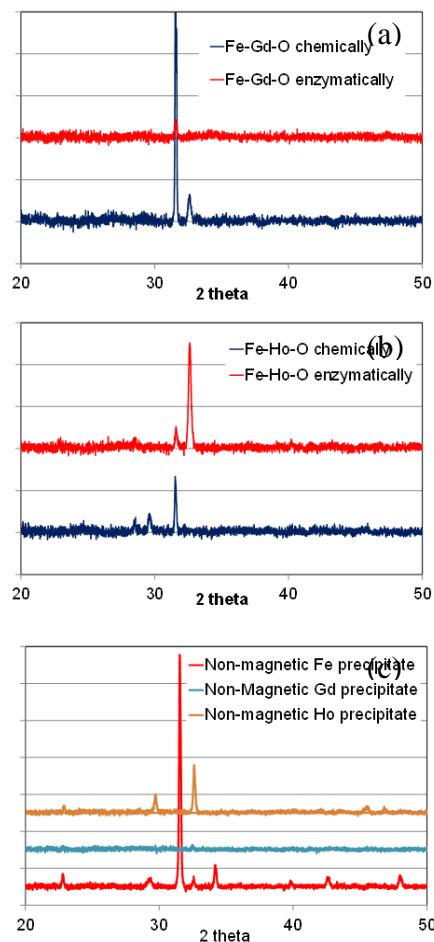 (a)
Fe-Gd-O chemically
Fe-Gd-O enzymatically
20 30 40 50
2 theta
(b)
Fe-Ho-O chemically
Fe-Ho-O enzymatically
20 30 40 50
2 theta
(c)
Non-magnetic Fe precipitate
Non-Magnetic Gd precipitate
Non-magnetic Ho precipitate
20 30 40 50
2 theta